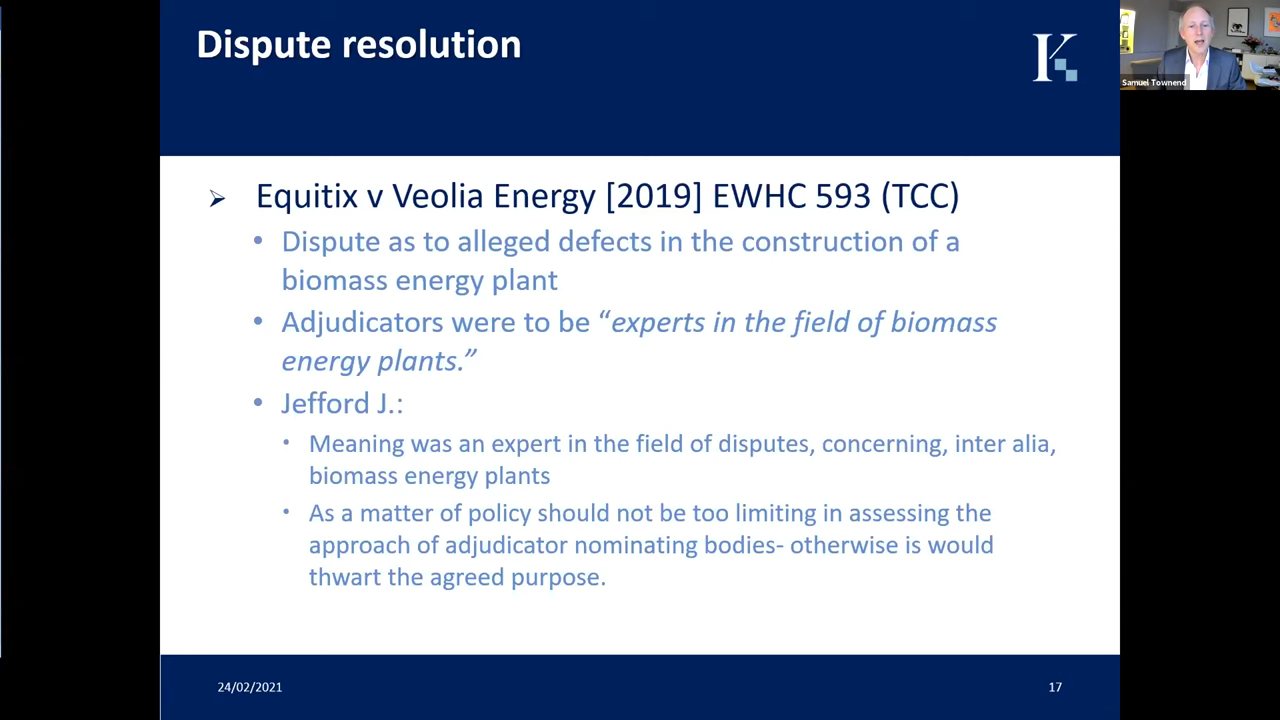 Dispute resolution
K
Samuel Townend
➢ Equitix v Veolia Energy [2019] EWHC 593 (TCC)
• Dispute as to alleged defects in the construction of a
biomass energy plant
• Adjudicators were to be “experts in the field of biomass
energy plants.”
• Jefford J.:
• Meaning was an expert in the field of disputes, concerning, inter alia,
biomass energy plants
• As a matter of policy should not be too limiting in assessing the
approach of adjudicator nominating bodies- otherwise is would
thwart the agreed purpose.
24/02/2021
17